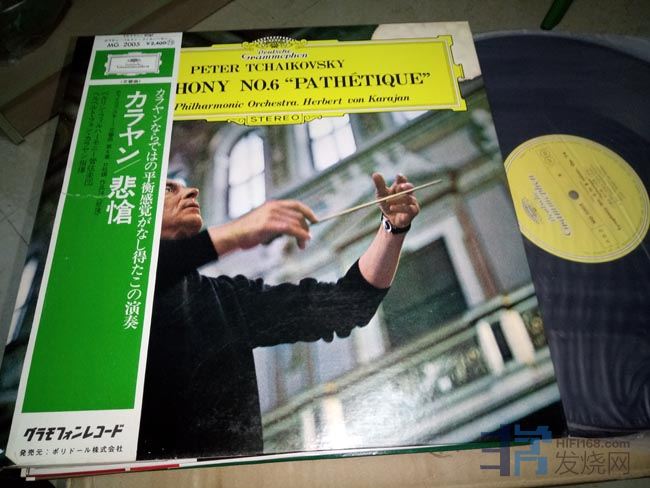 MG 2005 ¥2,400
カラヤンならではの平衡感覚がなし得たこの演奏
カラヤン/悲愴
グラモフォンレコード
発売元:ポリドール株式会社
Deutsche
Grammophon
PETER TCHAIKOVSKY
HONY NO.6 "PATHÉTIQUE"
Philharmonic Orchestra. Herbert von Karajan
STEREO
Deutsche
Grammophon
HIFI168.com
发烧网